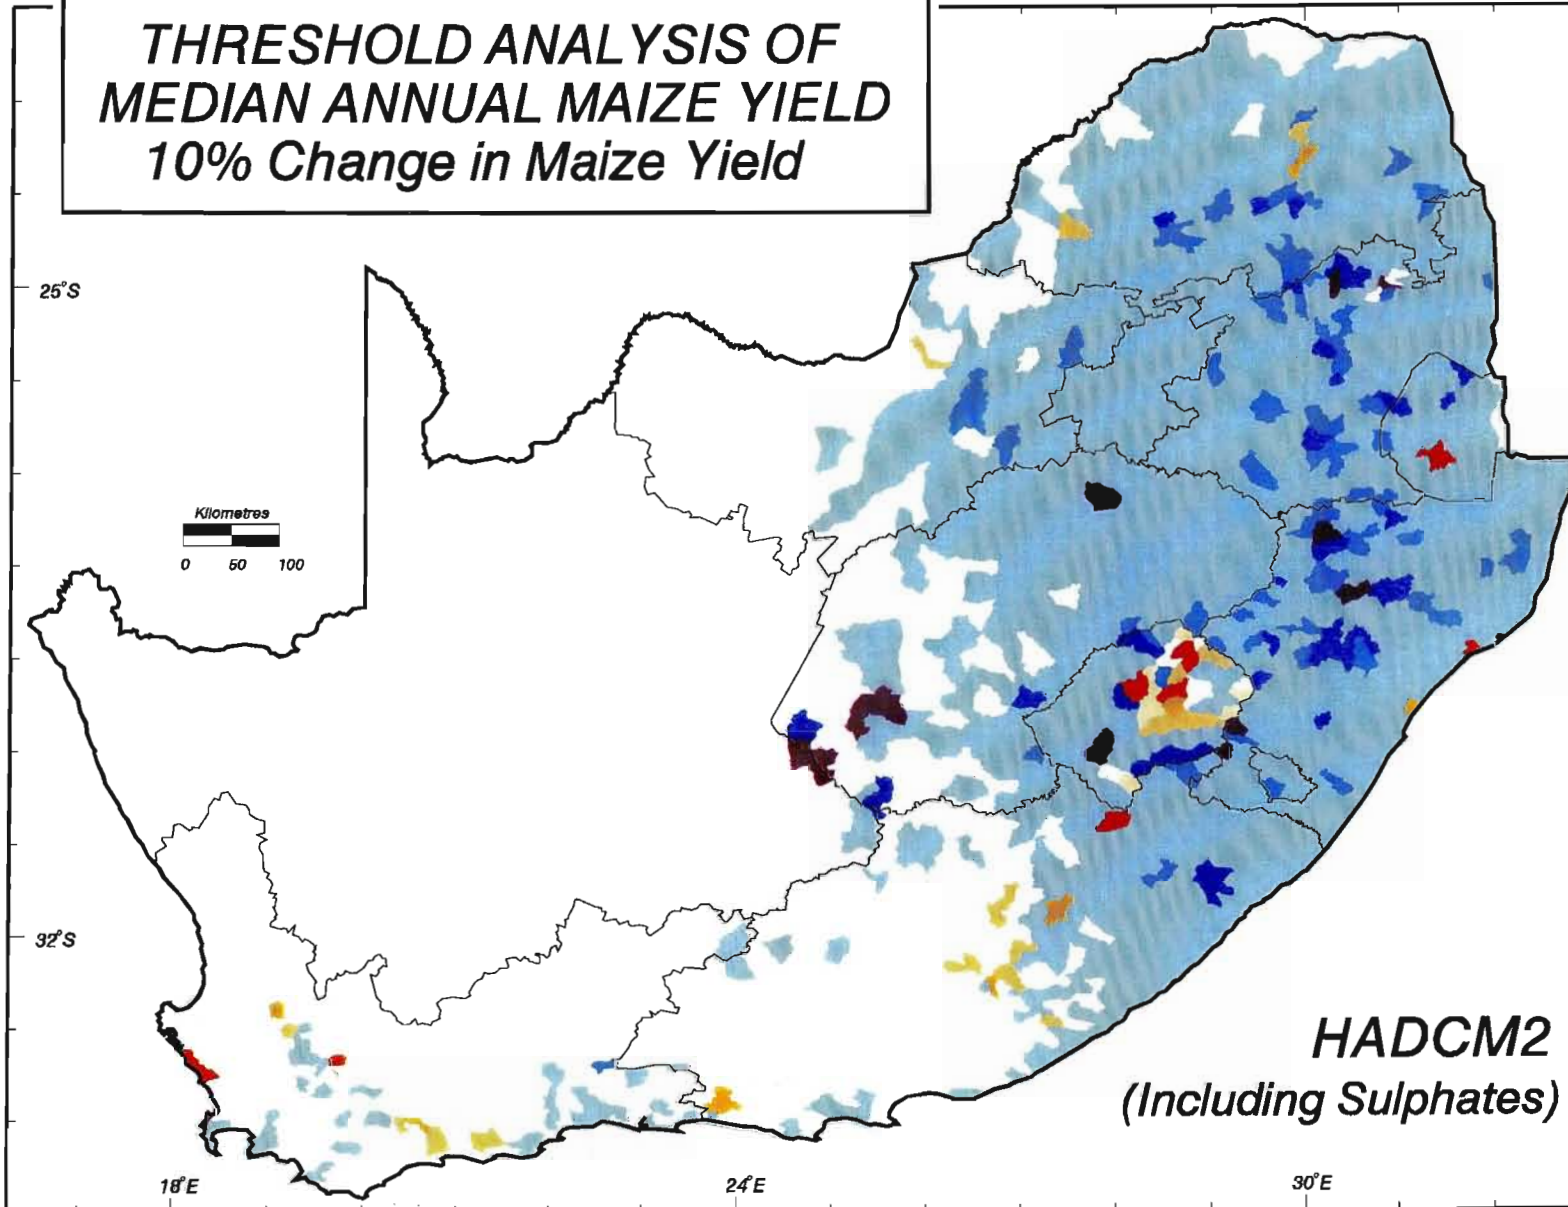 THRESHOLD ANALYSIS OF
MEDIAN ANNUAL MAIZE YIELD
10% Change in Maize Yield
25°S
Kilometres
0 50 100
32°S
HADCM2
(Including Sulphates)
18°E 24°E 30°E